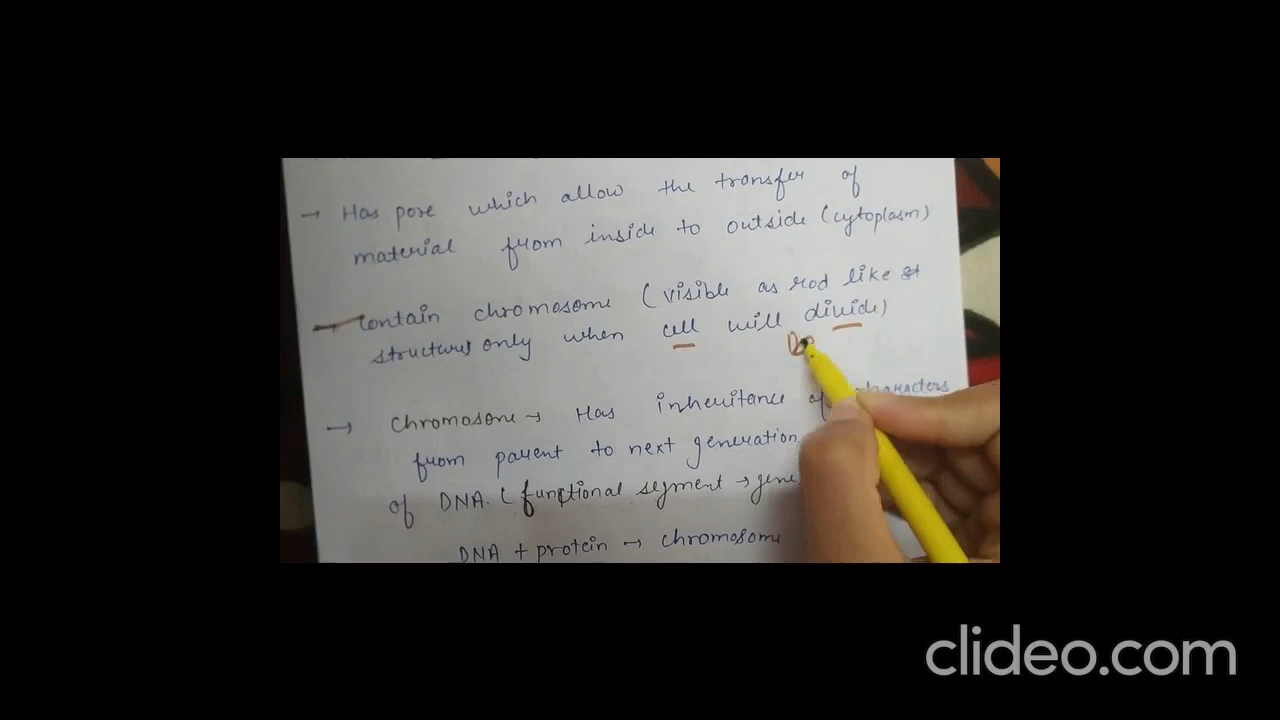 → Has pore which allow the transfer of
material from inside to outside (cytoplasm)
→ Contain chromosome (visible as rod like st
structures only when cell will divide)
→ Chromosone → Has inheritance of characters
from parent to next generation
of DNA. (functional segment → gene
DNA + protein → chromosome
clideo.com